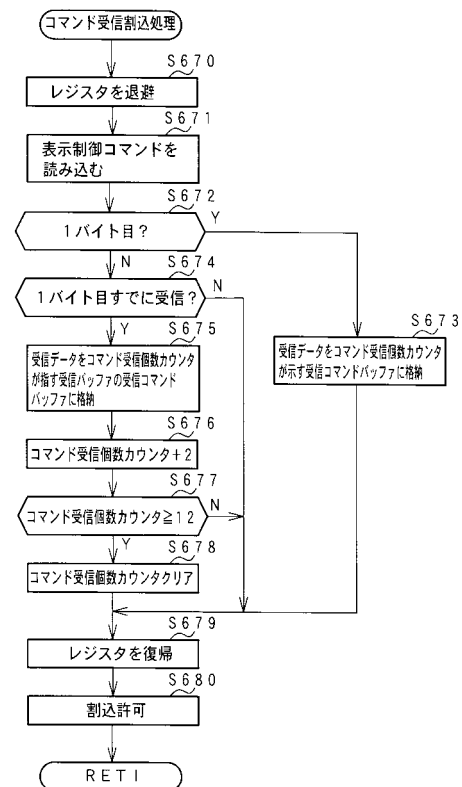 コマンド受信割込処理
S670
レジスタを退避
S671
表示制御コマンドを
読み込む
S672
1バイト目?
Y
N
S674
1バイト目すでに受信?
N
Y
S673
受信データをコマンド受信個数カウンタ
が示す受信コマンドバッファに格納
S675
受信データをコマンド受信個数カウンタ
が指す受信バッファの受信コマンド
バッファに格納
S676
コマンド受信個数カウンタ+2
S677
コマンド受信個数カウンタ≧12
N
Y
S678
コマンド受信個数カウンタクリア
S679
レジスタを復帰
S680
割込許可
RETI